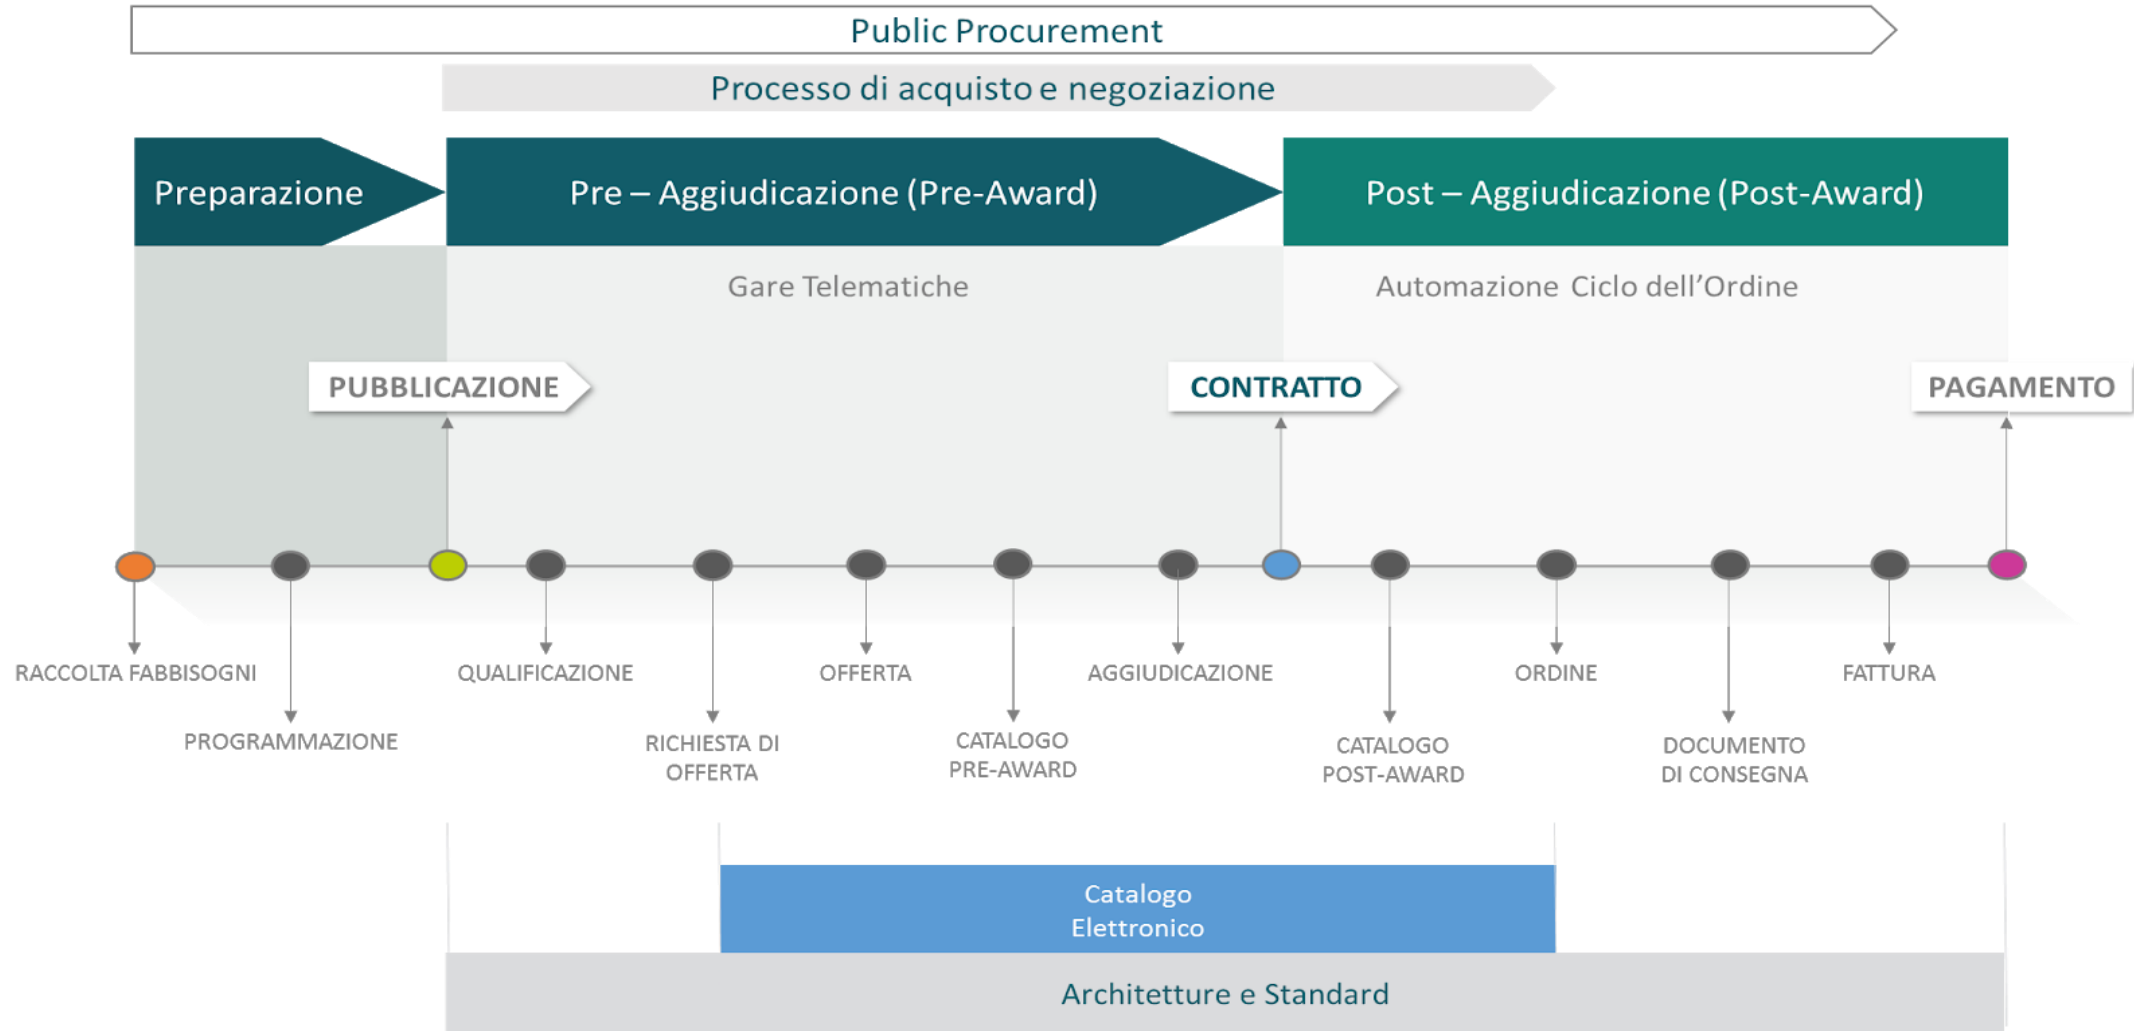 Public Procurement
Processo di acquisto e negoziazione
Preparazione
Pre – Aggiudicazione (Pre-Award)
Post – Aggiudicazione (Post-Award)
Gare Telematiche
Automazione Ciclo dell’Ordine
PUBBLICAZIONE
CONTRATTO
PAGAMENTO
RACCOLTA FABBISOGNI
QUALIFICAZIONE
OFFERTA
AGGIUDICAZIONE
ORDINE
FATTURA
PROGRAMMAZIONE
RICHIESTA DI
OFFERTA
CATALOGO
PRE-AWARD
CATALOGO
POST-AWARD
DOCUMENTO
DI CONSEGNA
Catalogo
Elettronico
Architetture e Standard